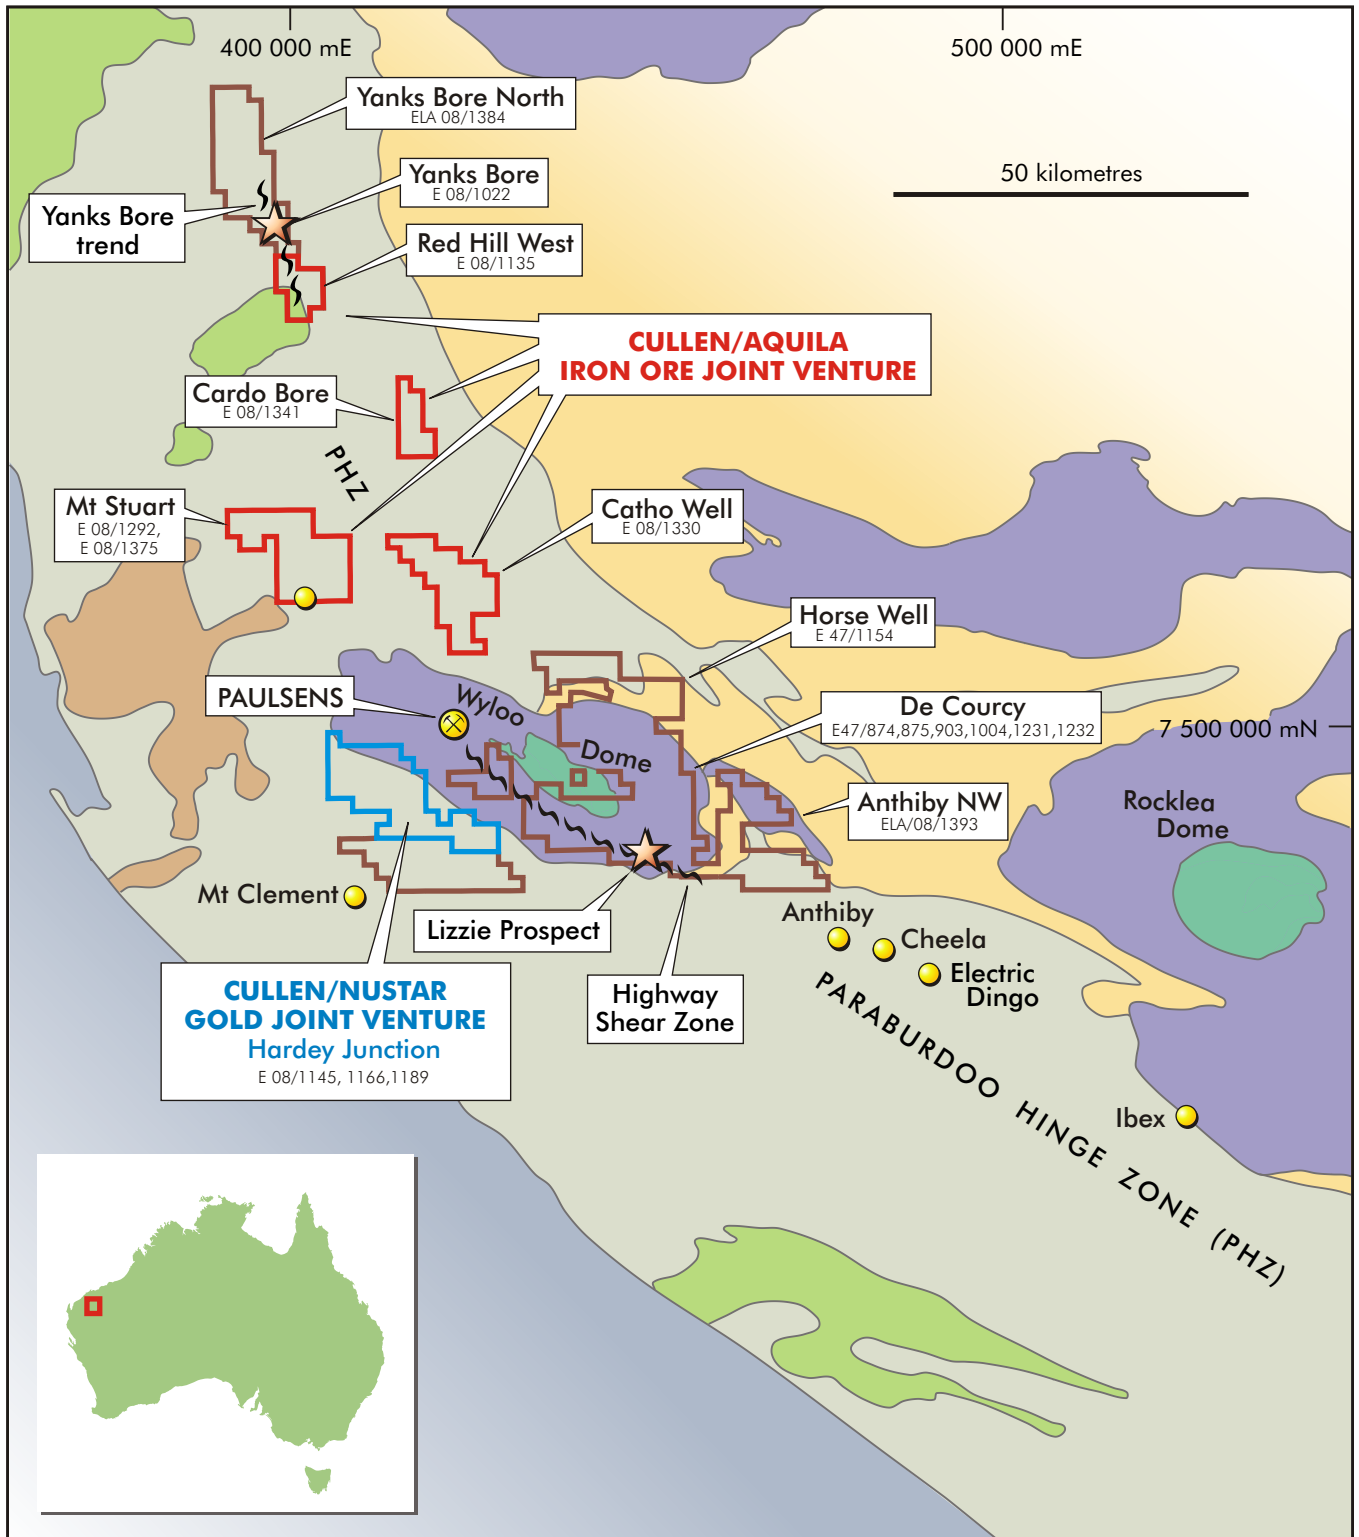 400 000 mE
500 000 mE
Yanks Bore North
ELA 08/1384
50 kilometres
Yanks Bore
E 08/1022
Yanks Bore
trend
Red Hill West
E 08/1135
CULLEN/AQUILA
IRON ORE JOINT VENTURE
Cardo Bore
E 08/1341
PHZ
Mt Stuart
E 08/1292,
E 08/1375
Catho Well
E 08/1330
Horse Well
E 47/1154
PAULSENS
Wyloo
Dome
De Courcy
E47/874,875,903,1004,1231,1232
7 500 000 mN
Anthiby NW
ELA/08/1393
Rocklea
Dome
Mt Clement
Lizzie Prospect
Anthiby
Cheela
Electric
Dingo
CULLEN/NUSTAR
GOLD JOINT VENTURE
Hardey Junction
E 08/1145, 1166,1189
Highway
Shear Zone
PARABURDOO HINGE ZONE (PHZ)
Ibex